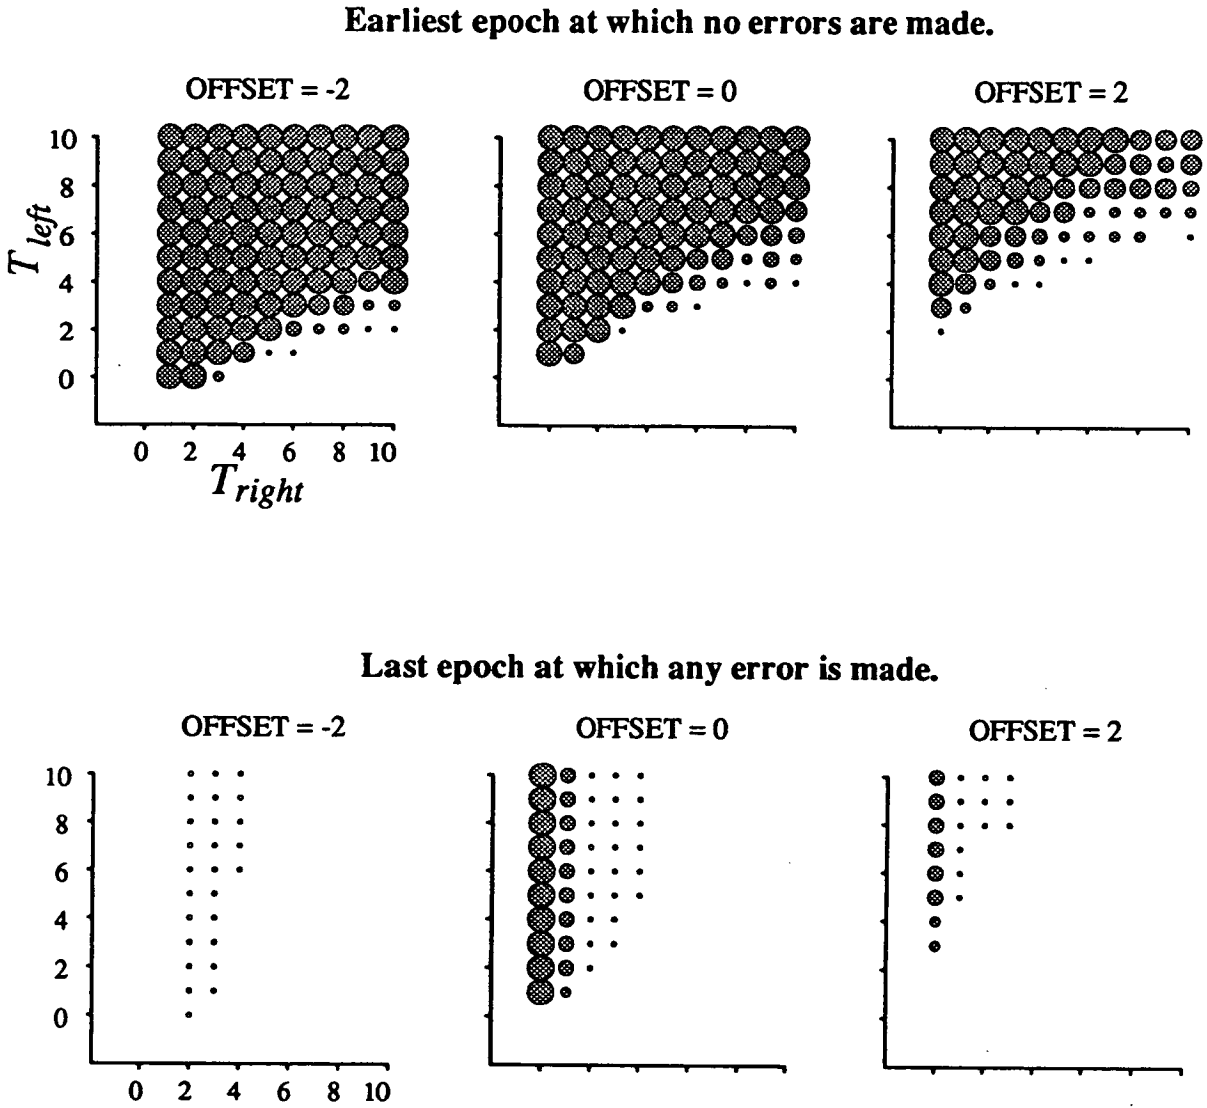 Earliest epoch at which no errors are made.
OFFSET = -2
OFFSET = 0
OFFSET = 2
10
8
6
4
2
0
T left
0 2 4 6 8 10
T right
Last epoch at which any error is made.
OFFSET = -2
OFFSET = 0
OFFSET = 2
10
8
6
4
2
0
0 2 4 6 8 10